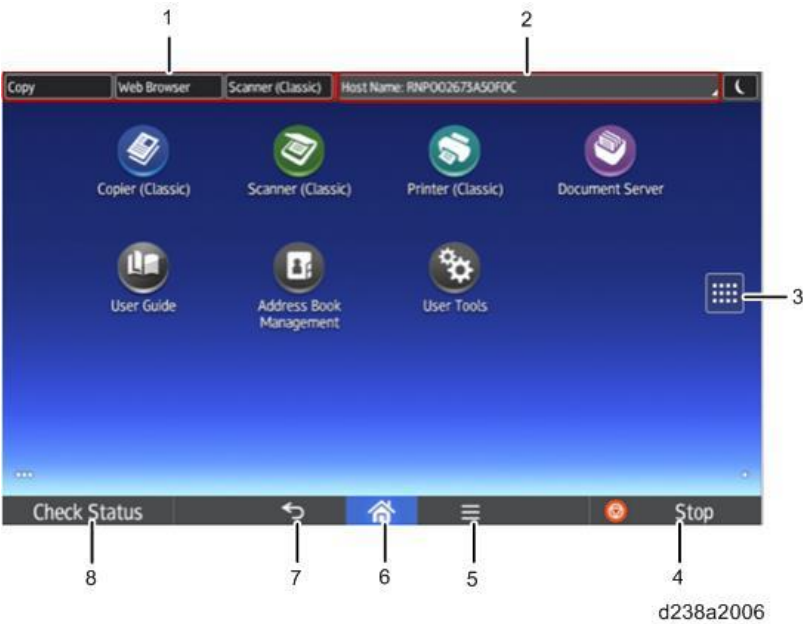 1 2
Copy Web Browser Scanner (Classic) Host Name: RNP002673A50F0C
Copier (Classic) Scanner (Classic) Printer (Classic) Document Server
3
User Guide Address Book User Tools
Management
Check Status Stop
8 7 6 5 4
d238a2006